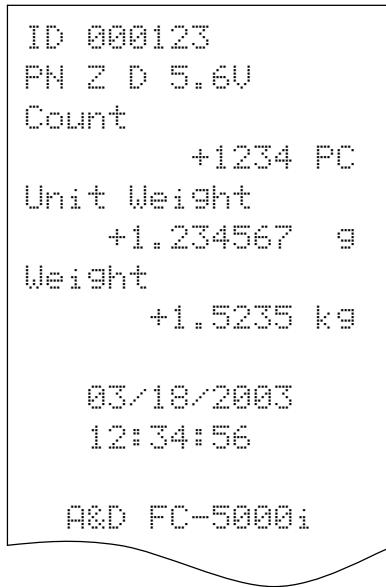 ID 000123
PN Z D 5.6V
Count
+1234 PC
Unit Weight
+1.234567 g
Weight
+1.5235 kg
03/18/2003
12:34:56
A&D FC-5000i